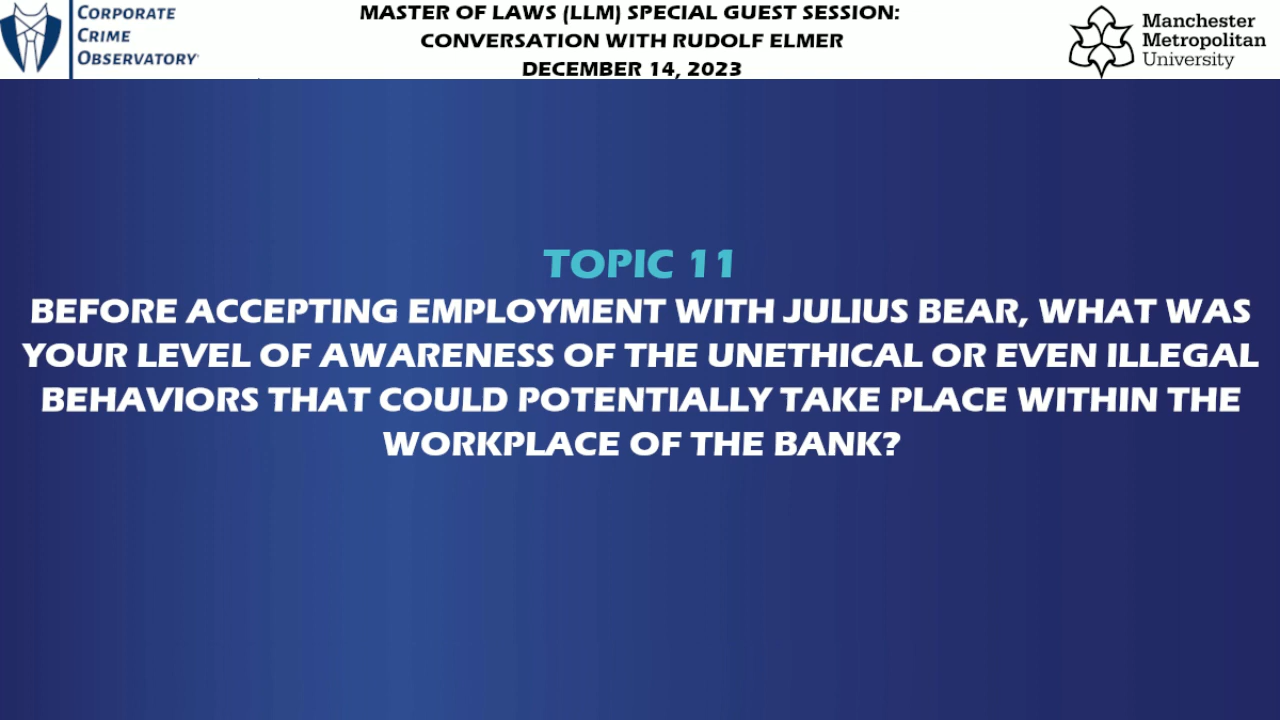 CORPORATE
CRIME
OBSERVATORY
MASTER OF LAWS (LLM) SPECIAL GUEST SESSION:
CONVERSATION WITH RUDOLF ELMER
DECEMBER 14, 2023
Manchester
Metropolitan
University
TOPIC 11
BEFORE ACCEPTING EMPLOYMENT WITH JULIUS BEAR, WHAT WAS
YOUR LEVEL OF AWARENESS OF THE UNETHICAL OR EVEN ILLEGAL
BEHAVIORS THAT COULD POTENTIALLY TAKE PLACE WITHIN THE
WORKPLACE OF THE BANK?